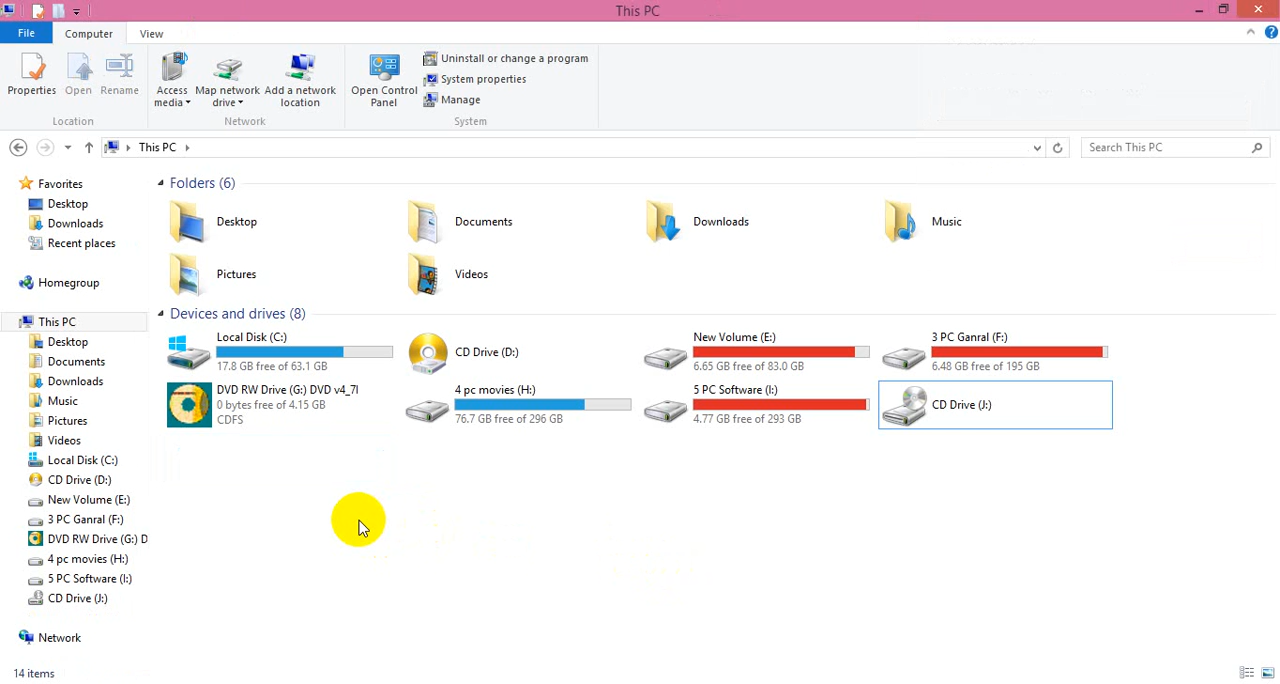 This PC
File Computer View
Properties Open Rename Access media Map network drive Add a network location Open Control Panel Uninstall or change a program
System properties
Manage
Location Network System
This PC Search This PC
Favorites
Desktop
Downloads
Recent places
Homegroup
This PC
Desktop
Documents
Downloads
Music
Pictures
Videos
Local Disk (C:)
CD Drive (D:)
New Volume (E:)
3 PC Ganral (F:)
DVD RW Drive (G:) D
4 pc movies (H:)
5 PC Software (I:)
CD Drive (J:)
Network
Folders (6)
Desktop Documents Downloads Music
Pictures Videos
Devices and drives (8)
Local Disk (C:)
17.8 GB free of 63.1 GB
CD Drive (D:)
New Volume (E:)
6.65 GB free of 83.0 GB
3 PC Ganral (F:)
6.48 GB free of 195 GB
DVD RW Drive (G:) DVD v4_7I
0 bytes free of 4.15 GB
CDFS
4 pc movies (H:)
76.7 GB free of 296 GB
5 PC Software (I:)
4.77 GB free of 293 GB
CD Drive (J:)
14 items